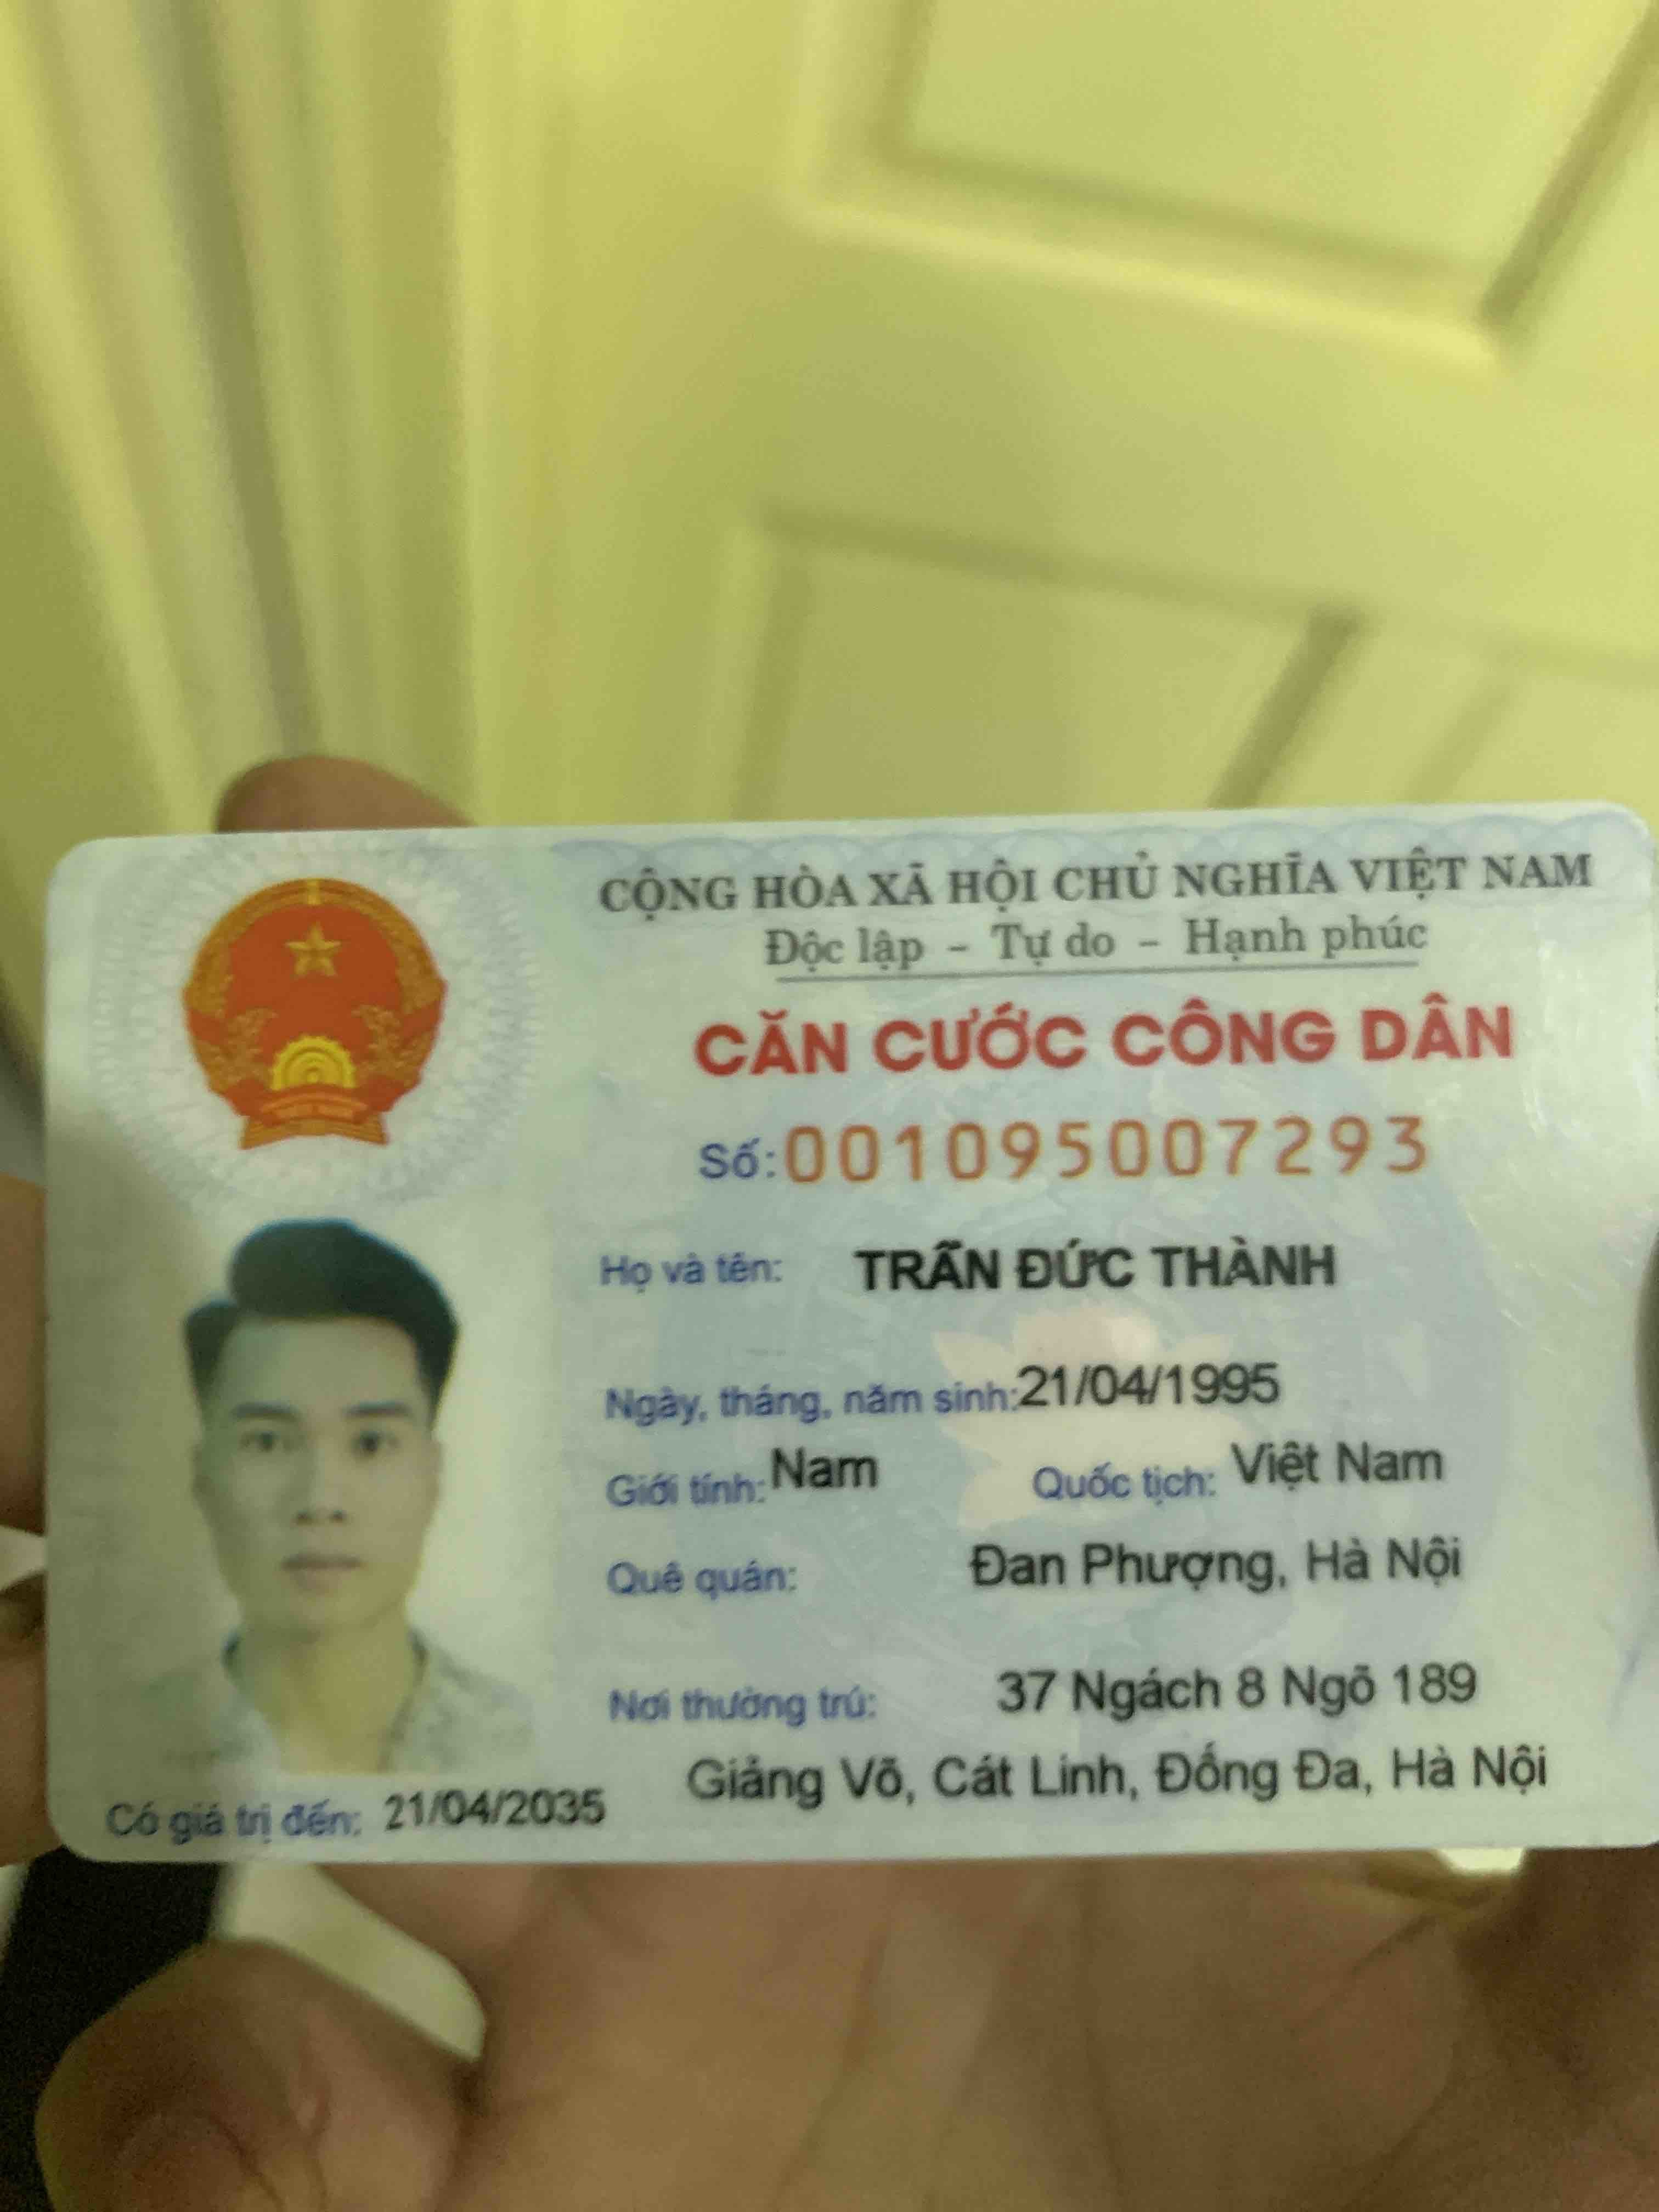 CỘNG HÒA XÃ HỘI CHỦ NGHĨA VIỆT NAM
Độc lập - Tự do - Hạnh phúc
CĂN CƯỚC CÔNG DÂN
Số: 001095007293
Họ và tên: TRẦN ĐỨC THÀNH
Ngày, tháng, năm sinh: 21/04/1995
Giới tính: Nam Quốc tịch: Việt Nam
Quê quán: Đan Phượng, Hà Nội
Nơi thường trú: 37 Ngách 8 Ngõ 189
Giảng Võ, Cát Linh, Đống Đa, Hà Nội
Có giá trị đến: 21/04/2035